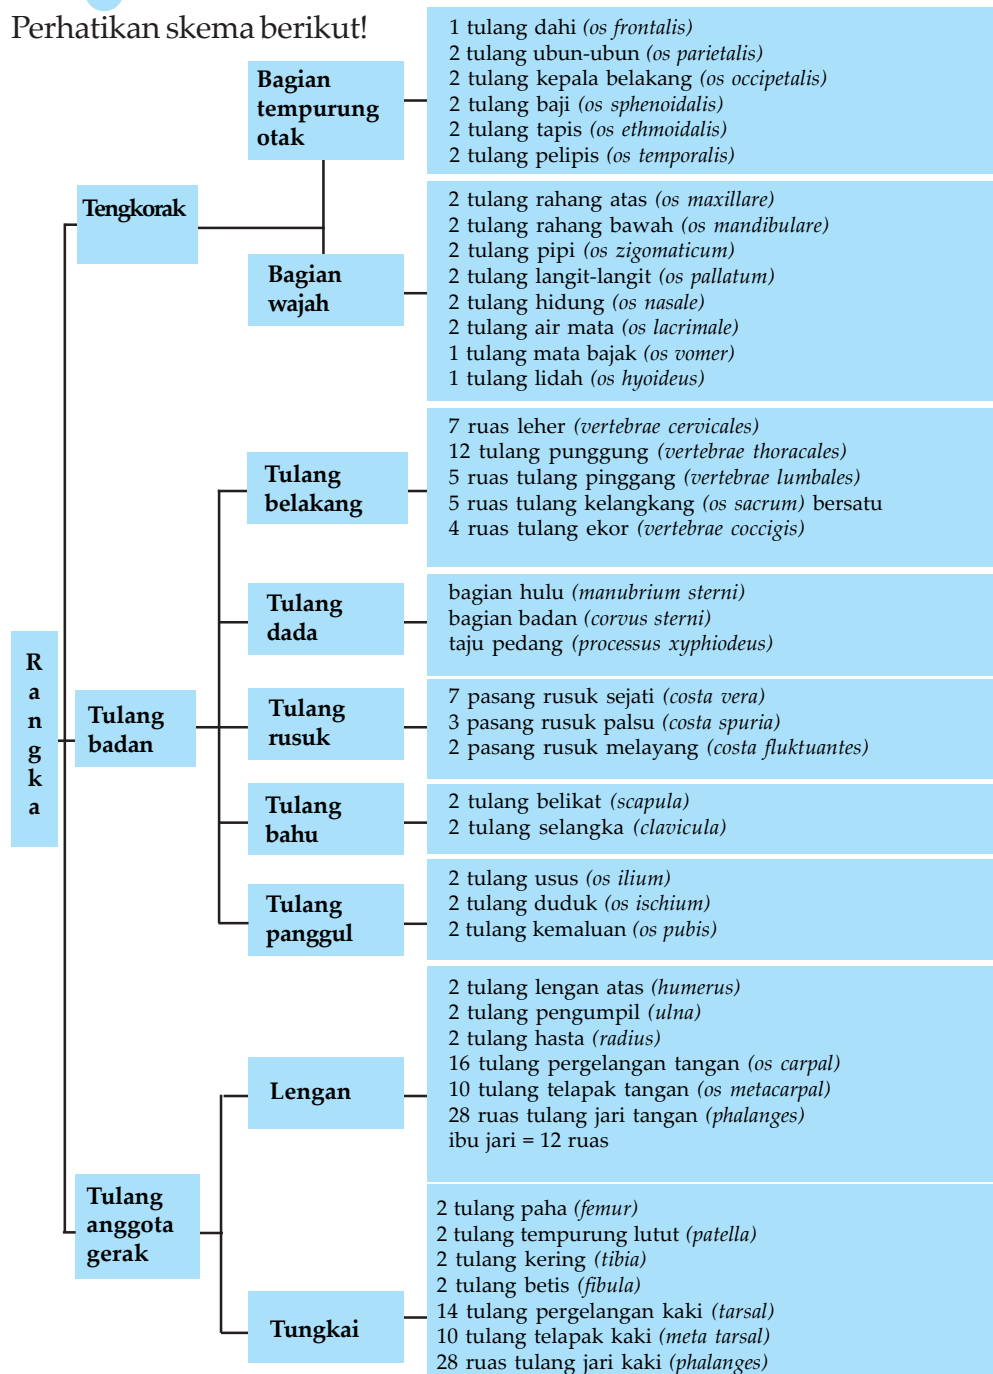 Perhatikan skema berikut!
Rangka
Tengkorak
Bagian
tempurung
otak
1 tulang dahi (os frontalis)
2 tulang ubun-ubun (os parietalis)
2 tulang kepala belakang (os occipetalis)
2 tulang baji (os sphenoidalis)
2 tulang tapis (os ethmoidalis)
2 tulang pelipis (os temporalis)
Bagian
wajah
2 tulang rahang atas (os maxillare)
2 tulang rahang bawah (os mandibulare)
2 tulang pipi (os zigomaticum)
2 tulang langit-langit (os pallatum)
2 tulang hidung (os nasale)
2 tulang air mata (os lacrimale)
1 tulang mata bajak (os vomer)
1 tulang lidah (os hyoideus)
Tulang
badan
Tulang
belakang
7 ruas leher (vertebrae cervicales)
12 tulang punggung (vertebrae thoracales)
5 ruas tulang pinggang (vertebrae lumbales)
5 ruas tulang kelangkang (os sacrum) bersatu
4 ruas tulang ekor (vertebrae coccigis)
Tulang
dada
bagian hulu (manubrium sterni)
bagian badan (corvus sterni)
taju pedang (processus xyphiodeus)
Tulang
rusuk
7 pasang rusuk sejati (costa vera)
3 pasang rusuk palsu (costa spuria)
2 pasang rusuk melayang (costa fluktuantes)
Tulang
bahu
2 tulang belikat (scapula)
2 tulang selangka (clavicula)
Tulang
panggul
2 tulang usus (os ilium)
2 tulang duduk (os ischium)
2 tulang kemaluan (os pubis)
Tulang
anggota
gerak
Lengan
2 tulang lengan atas (humerus)
2 tulang pengumpil (ulna)
2 tulang hasta (radius)
16 tulang pergelangan tangan (os carpal)
10 tulang telapak tangan (os metacarpal)
28 ruas tulang jari tangan (phalanges)
ibu jari = 12 ruas
Tungkai
2 tulang paha (femur)
2 tulang tempurung lutut (patella)
2 tulang kering (tibia)
2 tulang betis (fibula)
14 tulang pergelangan kaki (tarsal)
10 tulang telapak kaki (meta tarsal)
28 ruas tulang jari kaki (phalanges)